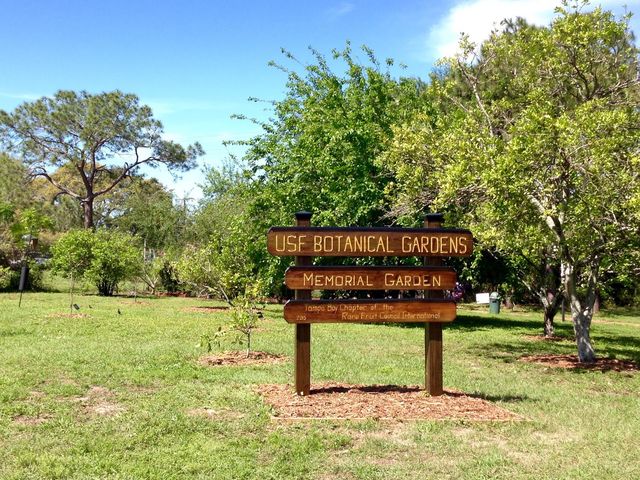 USF BOTANICAL GARDENS
MEMORIAL GARDEN
Tampa Bay Chapter of the
Rare Fruit Council International